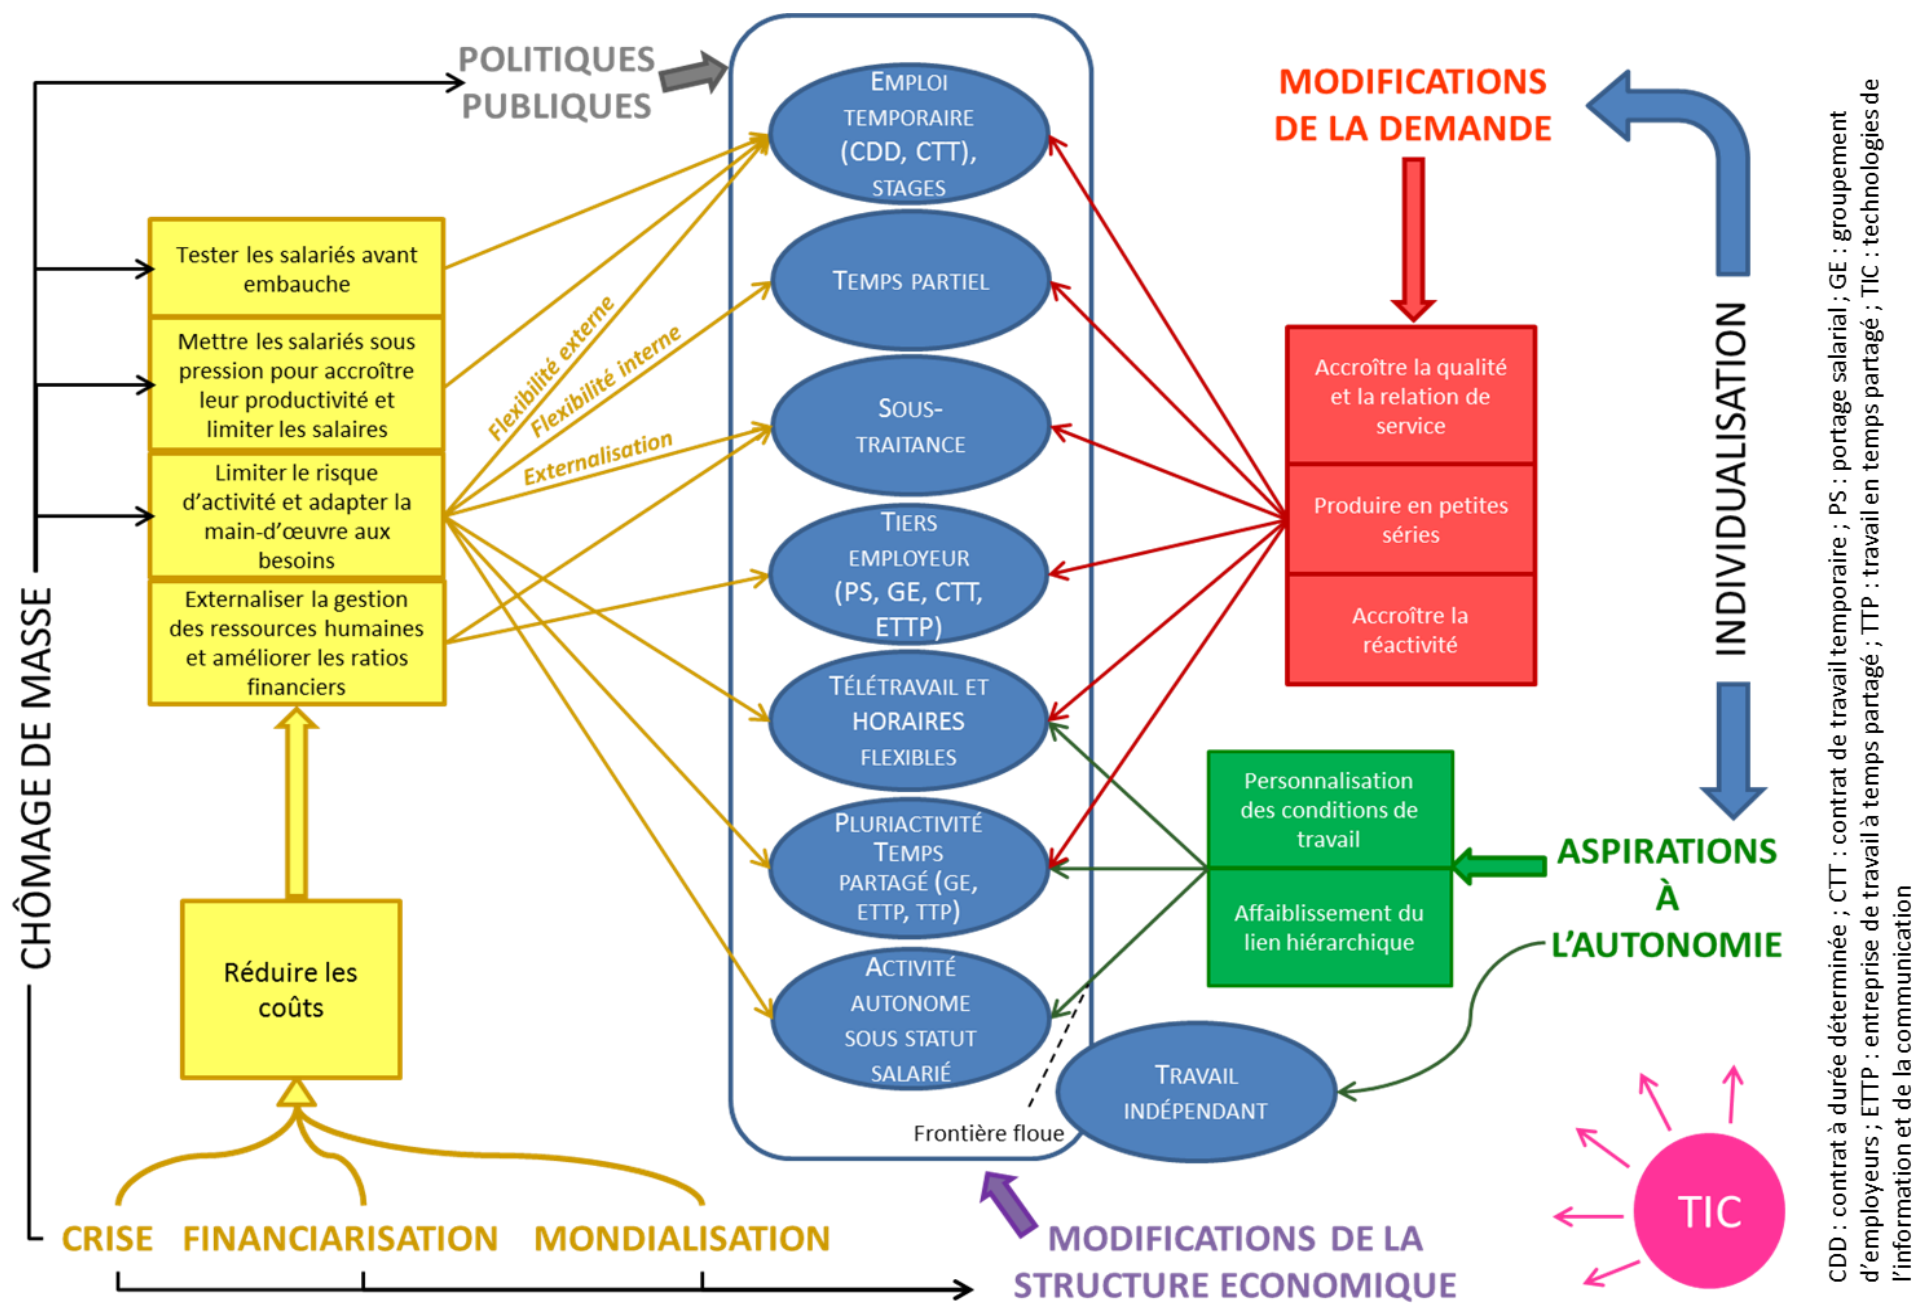 POLITIQUES
PUBLIQUES
CHÔMAGE DE MASSE
Tester les salariés avant
embauche
Mettre les salariés sous
pression pour accroître
leur productivité et
limiter les salaires
Limiter le risque
d’activité et adapter la
main-d’œuvre aux
besoins
Externaliser la gestion
des ressources humaines
et améliorer les ratios
financiers
Réduire les
coûts
CRISE
FINANCIARISATION
MONDIALISATION
Flexibilité externe
Flexibilité interne
Externalisation
EMPLOI
TEMPORAIRE
(CDD, CTT),
STAGES
TEMPS PARTIEL
SOUS-
TRAITANCE
TIERS
EMPLOYEUR
(PS, GE, CTT,
ETTP)
TÉLÉTRAVAIL ET
HORAIRES
FLEXIBLES
PLURIACTIVITÉ
TEMPS
PARTAGÉ (GE,
ETTP, TTP)
ACTIVITÉ
AUTONOME
SOUS STATUT
SALARIÉ
Frontière floue
TRAVAIL
INDÉPENDANT
MODIFICATIONS DE LA
STRUCTURE ECONOMIQUE
MODIFICATIONS
DE LA DEMANDE
Accroître la qualité
et la relation de
service
Produire en petites
séries
Accroître la
réactivité
INDIVIDUALISATION
Personnalisation
des conditions de
travail
Affaiblissement du
lien hiérarchique
ASPIRATIONS
À
L’AUTONOMIE
TIC
CDD : contrat à durée déterminée ; CTT : contrat de travail temporaire ; PS : portage salarial ; GE : groupement
d’employeurs ; ETTP : entreprise de travail à temps partagé ; TTP : travail en temps partagé ; TIC : technologies de
l’information et de la communication